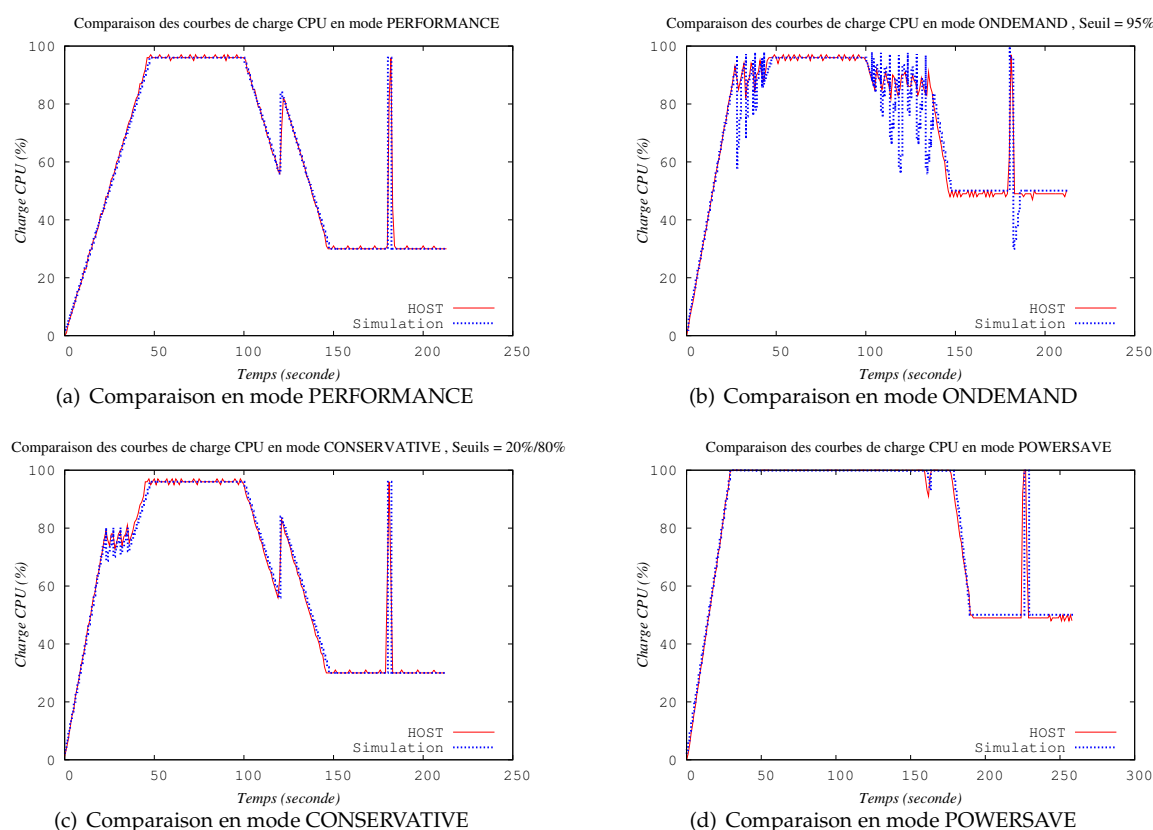 Comparaison des courbes de charge CPU en mode PERFORMANCE
100
80
60
40
20
0
Charge CPU (%)
HOST
Simulation
0 50 100 150 200 250
Temps (seconde)
(a) Comparaison en mode PERFORMANCE
Comparaison des courbes de charge CPU en mode ONDEMAND , Seuil = 95%
100
80
60
40
20
0
Charge CPU (%)
HOST
Simulation
0 50 100 150 200 250
Temps (seconde)
(b) Comparaison en mode ONDEMAND
Comparaison des courbes de charge CPU en mode CONSERVATIVE , Seuils = 20%/80%
100
80
60
40
20
0
Charge CPU (%)
HOST
Simulation
0 50 100 150 200 250
Temps (seconde)
(c) Comparaison en mode CONSERVATIVE
Comparaison des courbes de charge CPU en mode POWERSAVE
100
80
60
40
20
0
Charge CPU (%)
HOST
Simulation
0 50 100 150 200 250 300
Temps (seconde)
(d) Comparaison en mode POWERSAVE